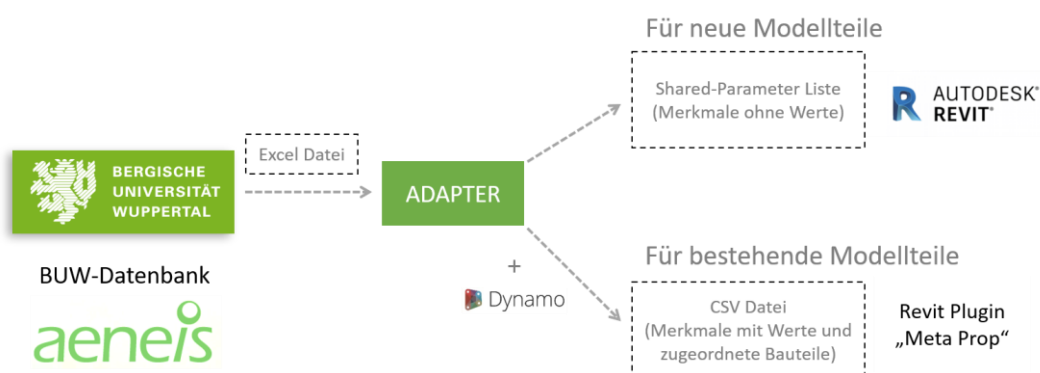 Für neue Modellteile
Shared-Parameter Liste
(Merkmale ohne Werte)
AUTODESK®
REVIT®
Excel Datei
BERGISCHE
UNIVERSITÄT
WUPPERTAL
ADAPTER
BUW-Datenbank
aeneis
+
Dynamo
Für bestehende Modellteile
CSV Datei
(Merkmale mit Werte und
zugeordnete Bauteile)
Revit Plugin
„Meta Prop“